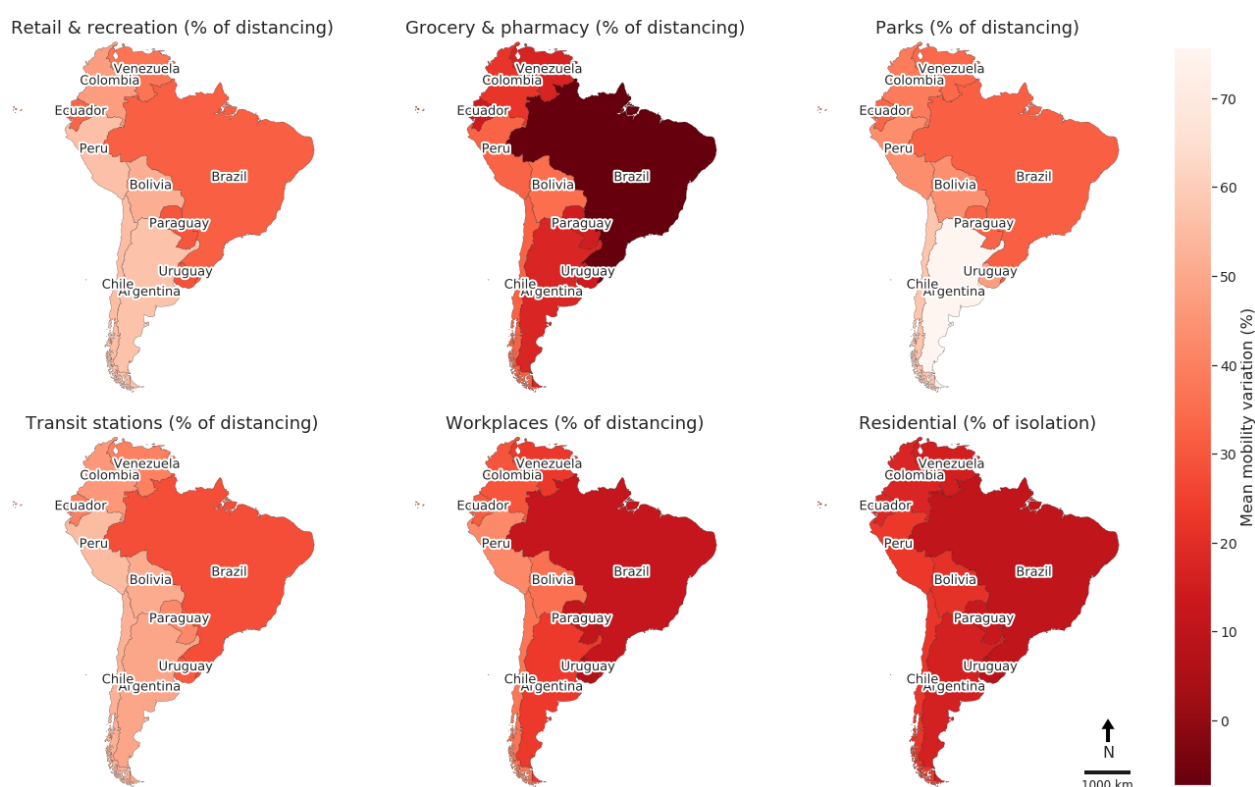 Retail & recreation (% of distancing)
Grocery & pharmacy (% of distancing)
Parks (% of distancing)
Venezuela
Colombia
Ecuador
Peru
Brazil
Bolivia
Paraguay
Uruguay
Chile
Argentina
Venezuela
Colombia
Ecuador
Peru
Brazil
Bolivia
Paraguay
Uruguay
Chile
Argentina
Venezuela
Colombia
Ecuador
Peru
Brazil
Bolivia
Paraguay
Uruguay
Chile
Argentina
Transit stations (% of distancing)
Workplaces (% of distancing)
Residential (% of isolation)
Venezuela
Colombia
Ecuador
Peru
Brazil
Bolivia
Paraguay
Uruguay
Chile
Argentina
Venezuela
Colombia
Ecuador
Peru
Brazil
Bolivia
Paraguay
Uruguay
Chile
Argentina
Venezuela
Colombia
Ecuador
Peru
Brazil
Bolivia
Paraguay
Uruguay
Chile
Argentina
N
1000 km
70
60
50
40
30
20
10
0
Mean mobility variation (%)